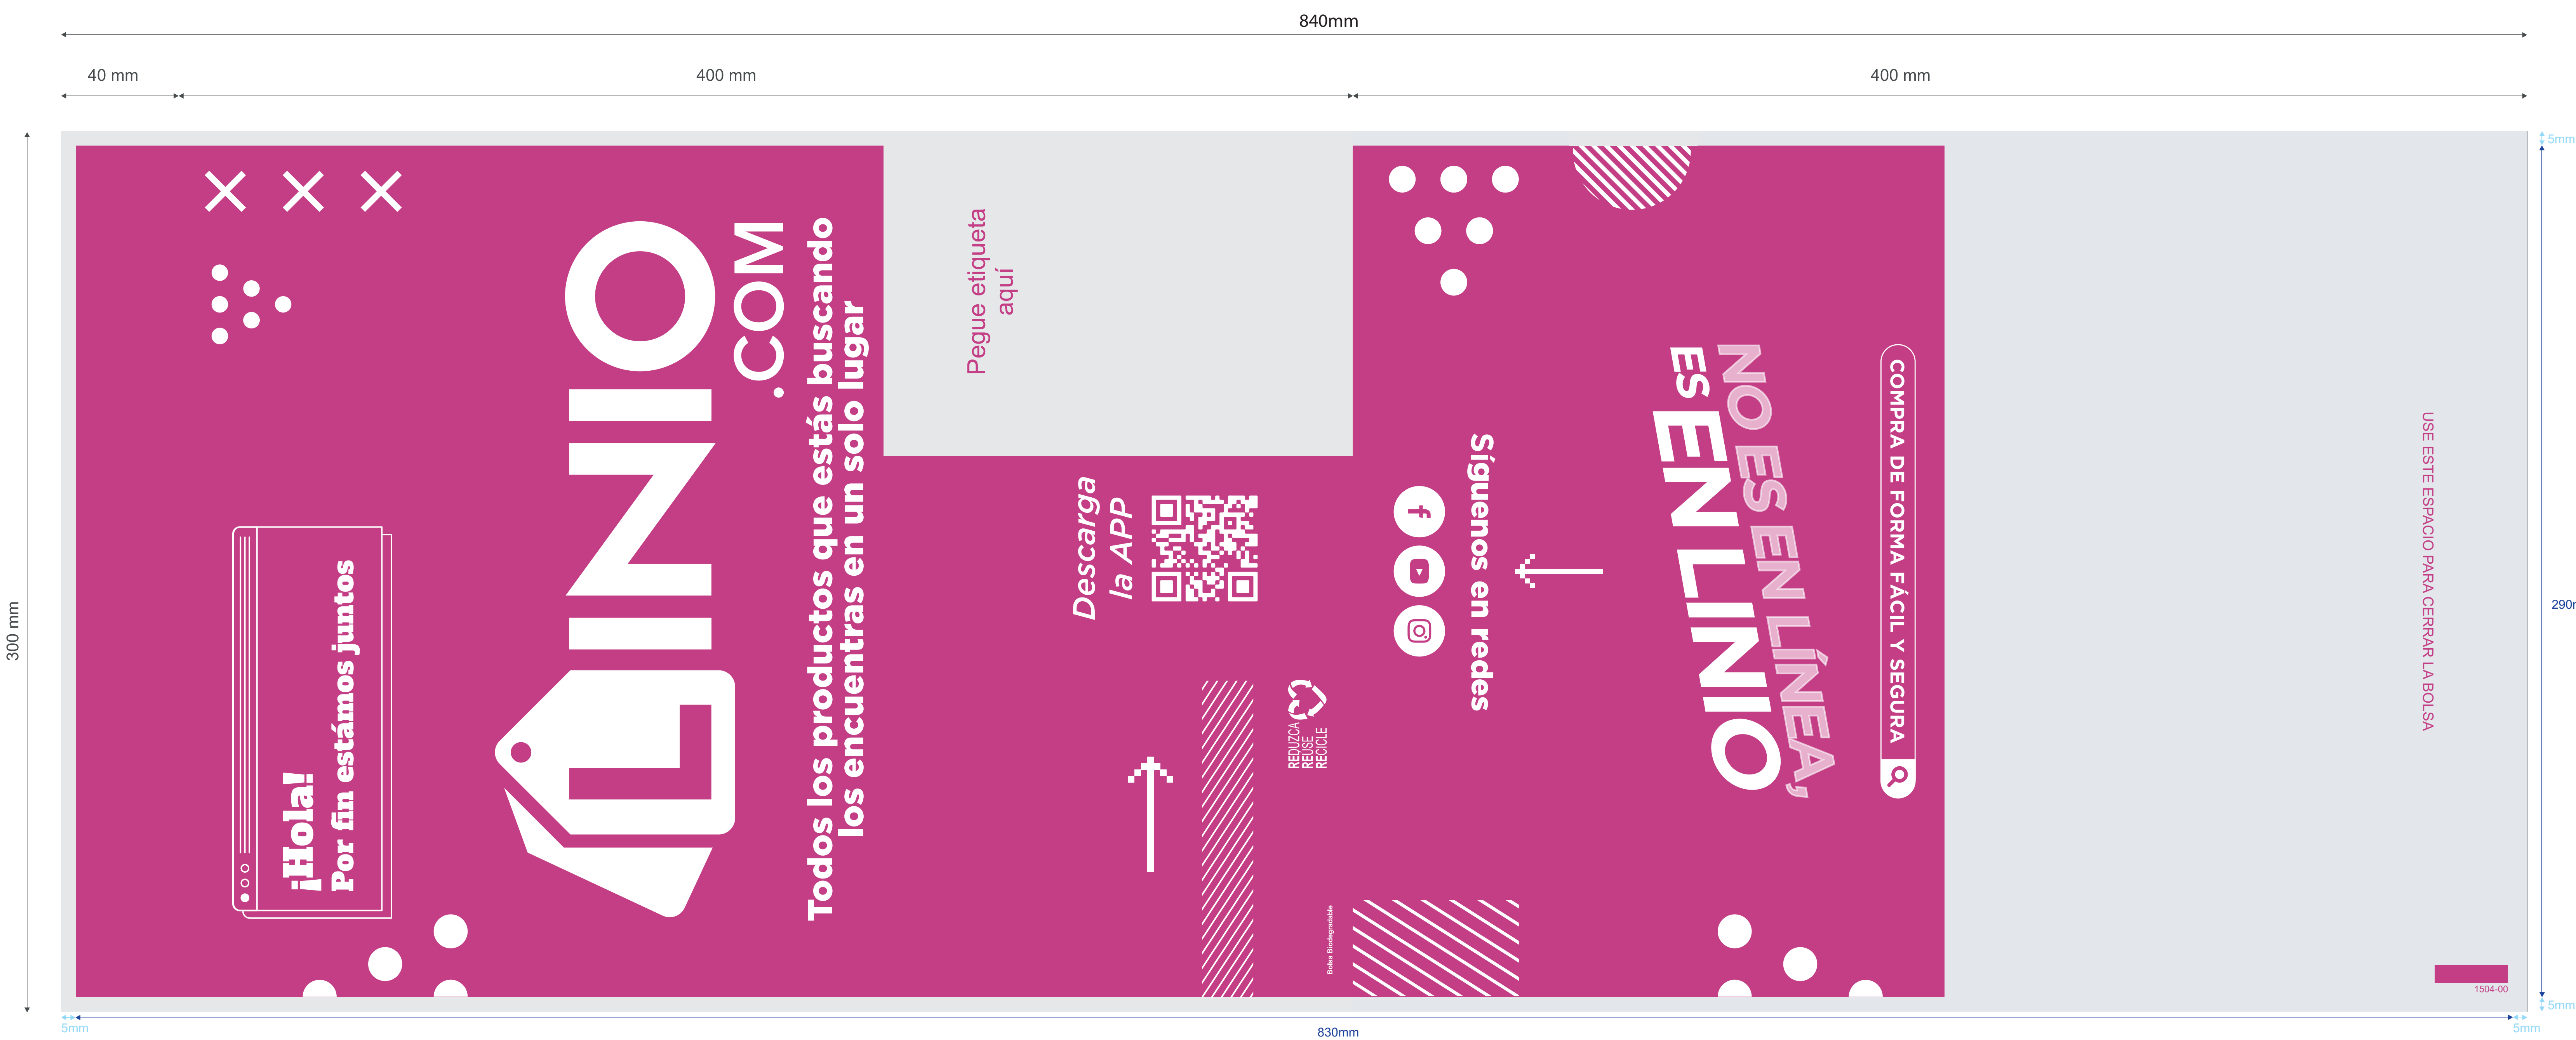 840mm
40 mm
400 mm
400 mm
300 mm
5mm
290
5mm
5mm
830mm
5mm
¡Hola!
Por fin estámos juntos
LINIO
.COM
Todos los productos que estás buscando
los encuentras en un solo lugar
Pegue etiqueta
aquí
Descarga
la APP
REDUZCA
REUSE
RECICLE
Bolsa Biodegradable
Síguenos en redes
NO ES EN LÍNEA,
ES EN LINIO
COMPRA DE FORMA FÁCIL Y SEGURA
USE ESTE ESPACIO PARA CERRAR LA BOLSA
1504-00